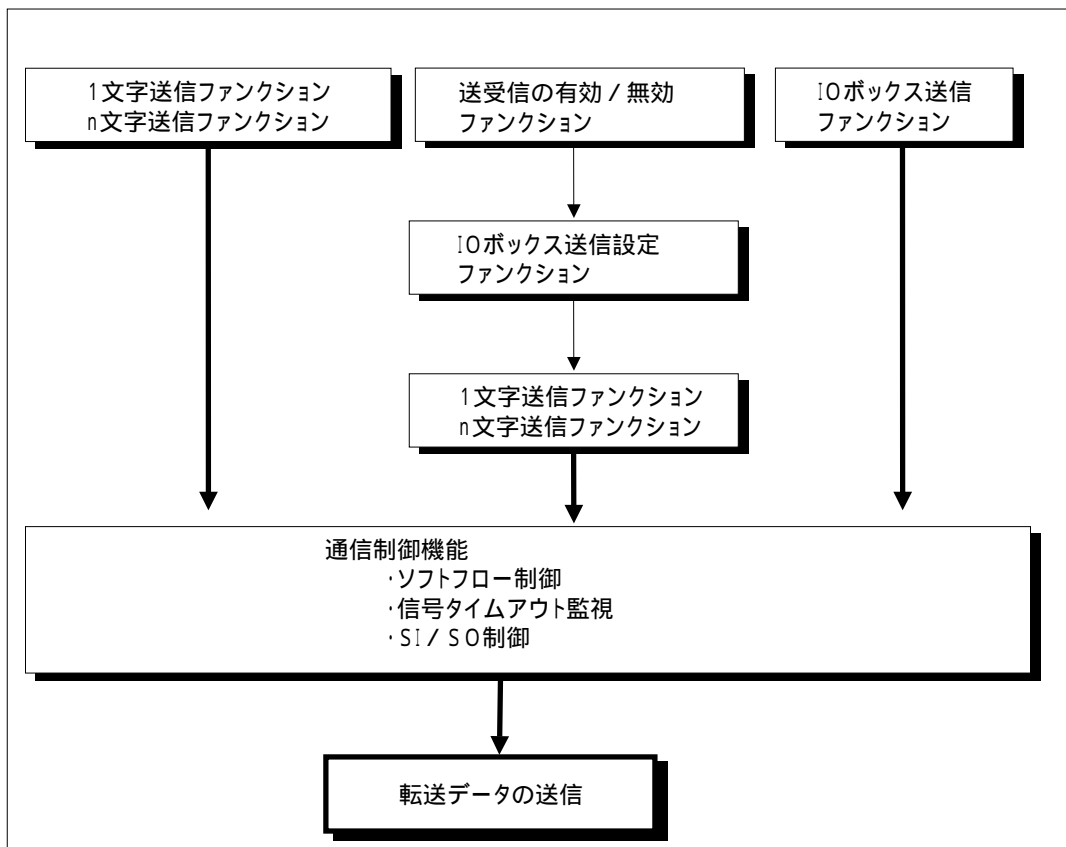 1文字送信ファンクション
n文字送信ファンクション
送受信の有効/無効
ファンクション
IOボックス送信
ファンクション
IOボックス送信設定
ファンクション
1文字送信ファンクション
n文字送信ファンクション
通信制御機能
・ソフトフロー制御
・信号タイムアウト監視
・SI/SO制御
転送データの送信